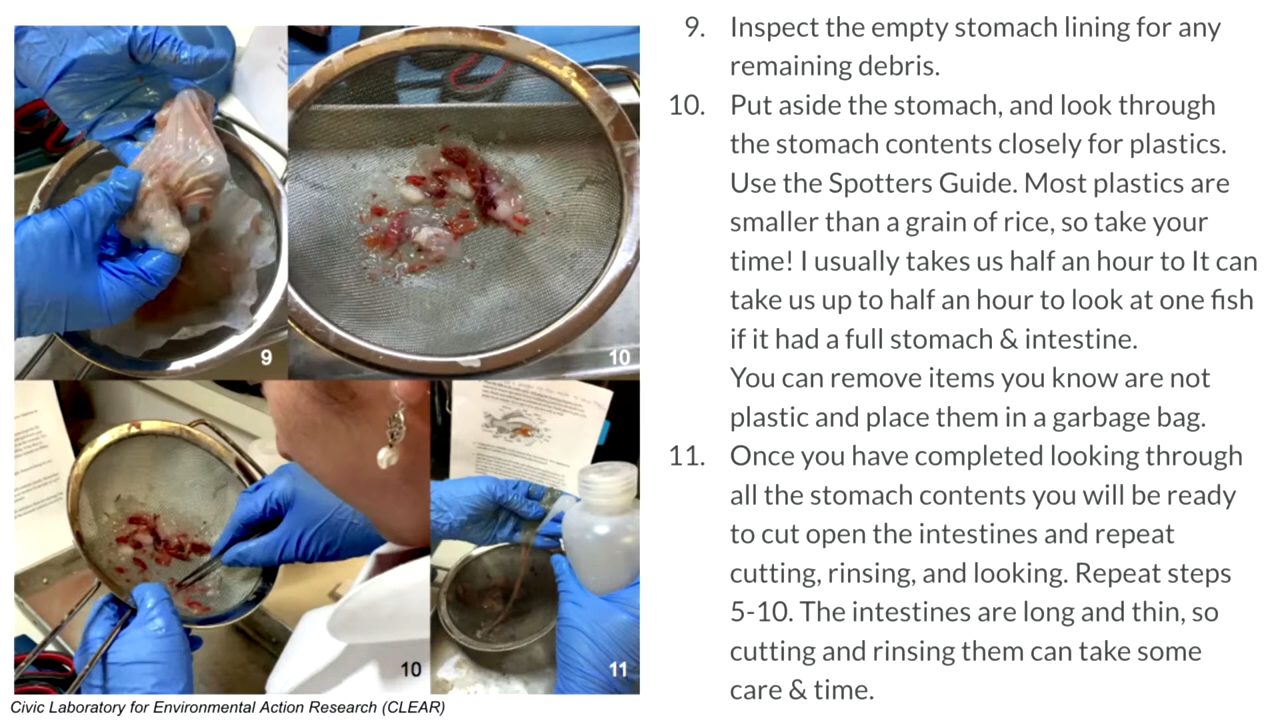 9. Inspect the empty stomach lining for any
remaining debris.
10. Put aside the stomach, and look through
the stomach contents closely for plastics.
Use the Spotters Guide. Most plastics are
smaller than a grain of rice, so take your
time! I usually takes us half an hour to It can
take us up to half an hour to look at one fish
if it had a full stomach & intestine.
You can remove items you know are not
plastic and place them in a garbage bag.
11. Once you have completed looking through
all the stomach contents you will be ready
to cut open the intestines and repeat
cutting, rinsing, and looking. Repeat steps
5-10. The intestines are long and thin, so
cutting and rinsing them can take some
care & time.
9
10
10
11
Civic Laboratory for Environmental Action Research (CLEAR)